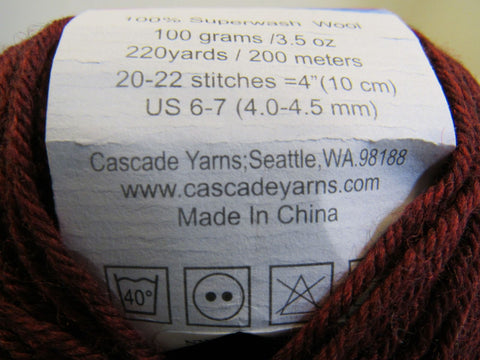 100% Superwash Wool
100 grams /3.5 oz
220yards / 200 meters
20-22 stitches =4"(10 cm)
US 6-7 (4.0-4.5 mm)
Cascade Yarns;Seattle,WA.98188
www.cascadeyarns.com
Made In China
40°